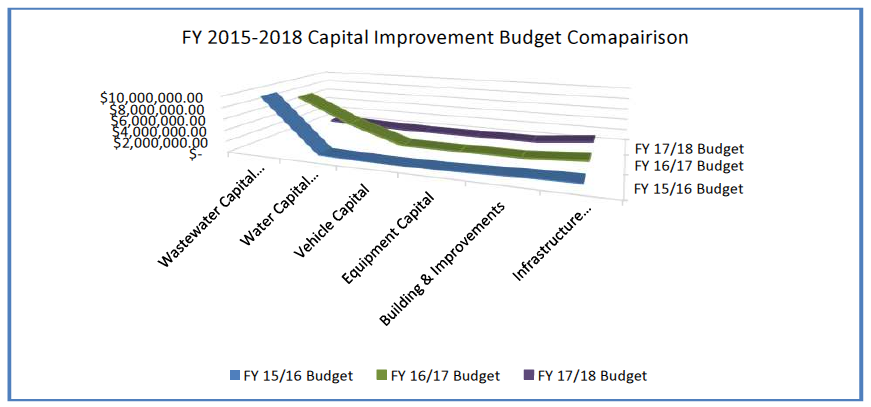 FY 2015-2018 Capital Improvement Budget Comapairison
$10,000,000.00
$8,000,000.00
$6,000,000.00
$4,000,000.00
$2,000,000.00
$-
FY 17/18 Budget
FY 16/17 Budget
FY 15/16 Budget
Wastewater Capital...
Water Capital...
Vehicle Capital
Equipment Capital
Building & Improvements
Infrastructure...
FY 15/16 Budget
FY 16/17 Budget
FY 17/18 Budget